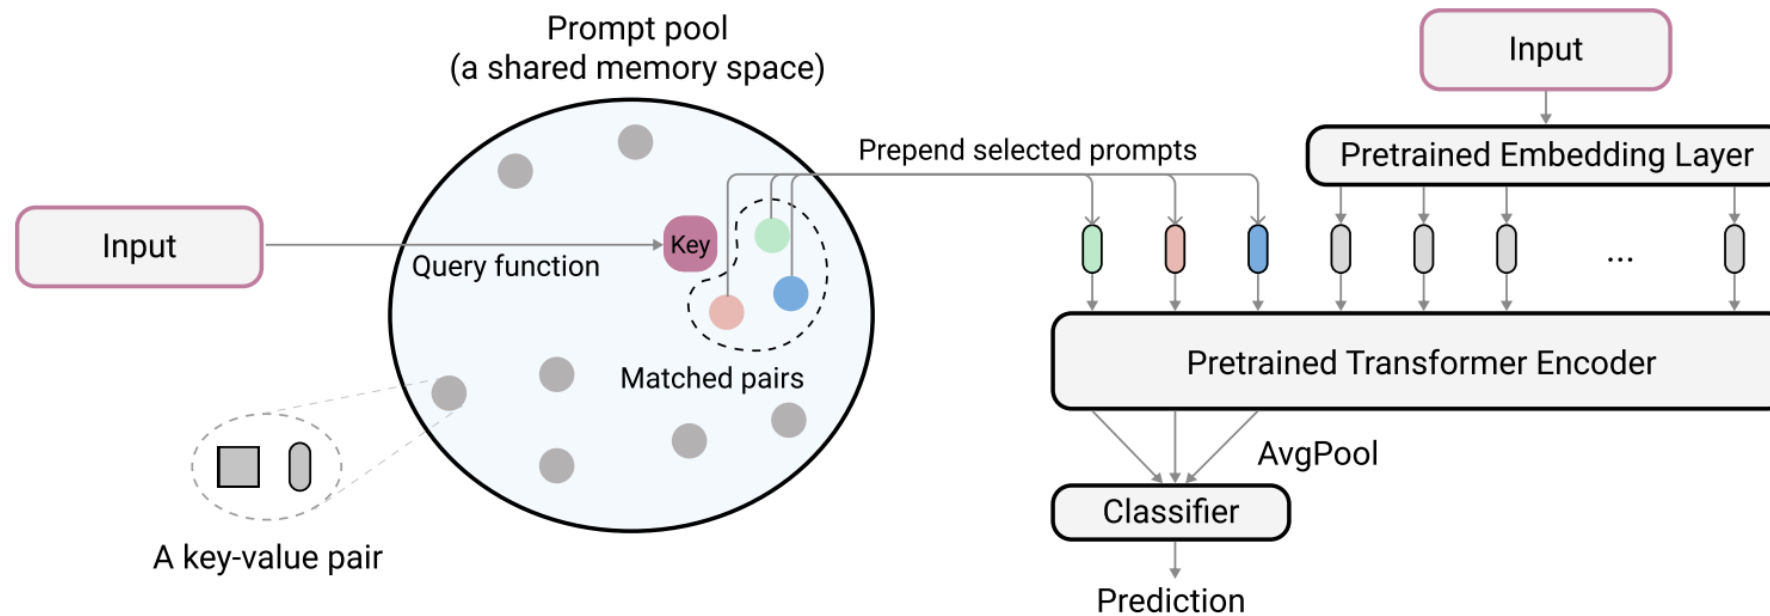 Prompt pool
(a shared memory space)
Input
Query function
Key
Matched pairs
A key-value pair
Prepend selected prompts
Input
Pretrained Embedding Layer
...
Pretrained Transformer Encoder
AvgPool
Classifier
Prediction